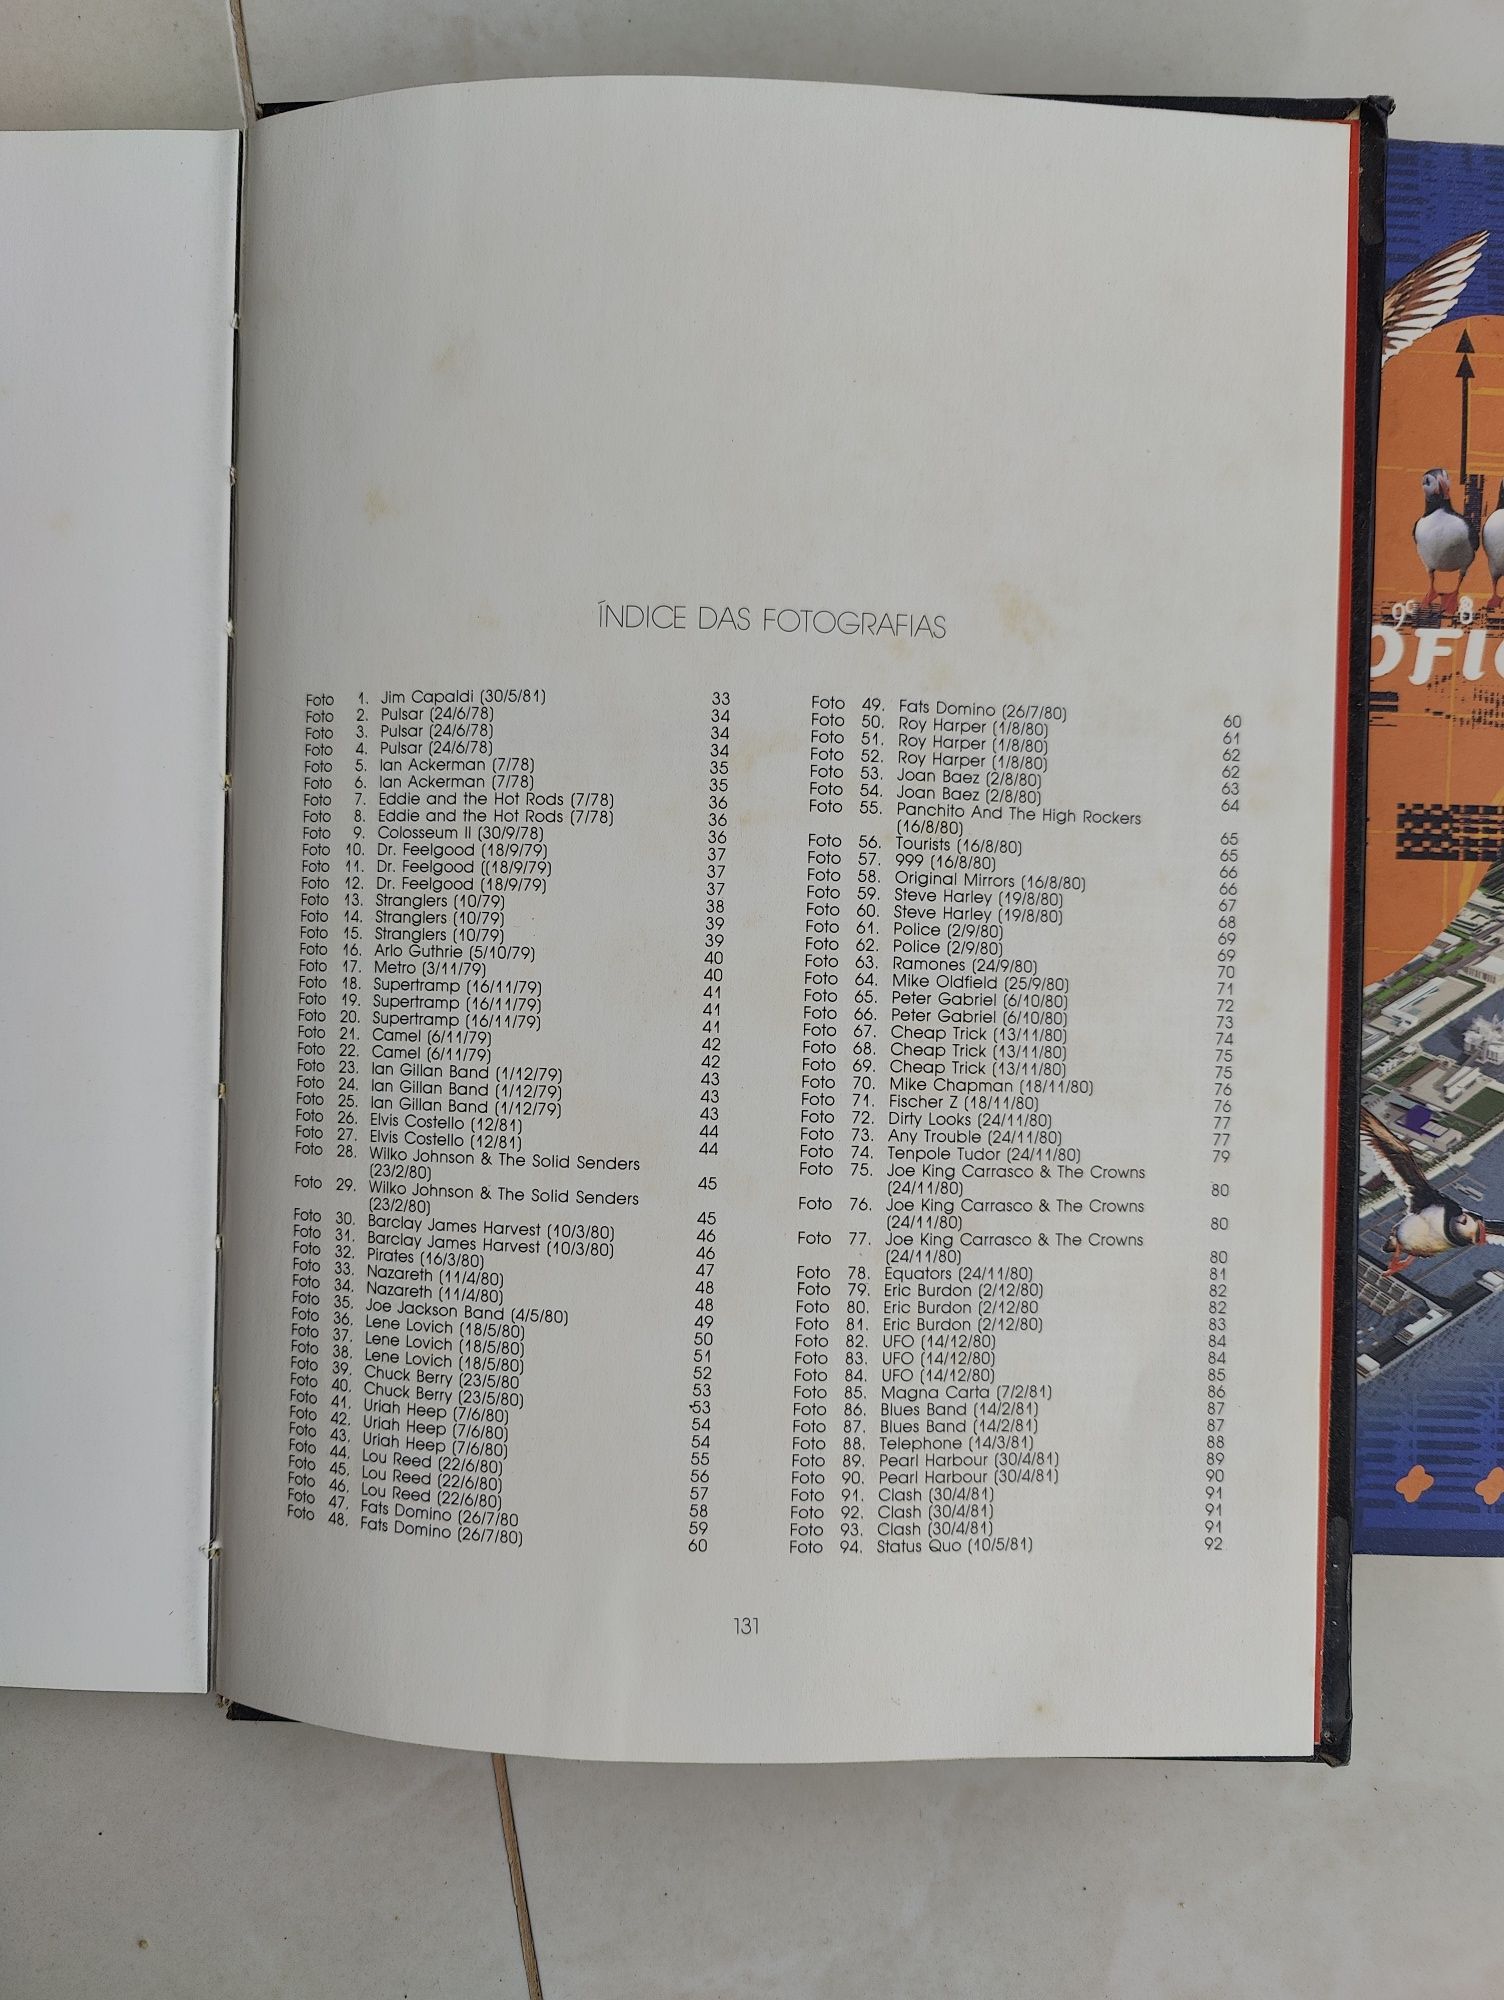 ÍNDICE DAS FOTOGRAFIAS
Foto 1. Jim Capaldi (30/5/81) 33
Foto 2. Pulsar (24/6/78) 34
Foto 3. Pulsar (24/6/78) 34
Foto 4. Pulsar (24/6/78) 34
Foto 5. Ian Ackerman (7/78) 35
Foto 6. Ian Ackerman (7/78) 35
Foto 7. Eddie and the Hot Rods (7/78) 36
Foto 8. Eddie and the Hot Rods (7/78) 36
Foto 9. Colosseum II (30/9/78) 36
Foto 10. Dr. Feelgood (18/9/79) 37
Foto 11. Dr. Feelgood ((18/9/79) 37
Foto 12. Dr. Feelgood (18/9/79) 37
Foto 13. Stranglers (10/79) 38
Foto 14. Stranglers (10/79) 39
Foto 15. Stranglers (10/79) 39
Foto 16. Arlo Guthrie (5/10/79) 40
Foto 17. Metro (3/11/79) 40
Foto 18. Supertramp (16/11/79) 41
Foto 19. Supertramp (16/11/79) 41
Foto 20. Supertramp (16/11/79) 41
Foto 21. Camel (6/11/79) 42
Foto 22. Camel (6/11/79) 42
Foto 23. Ian Gillan Band (1/12/79) 43
Foto 24. Ian Gillan Band (1/12/79) 43
Foto 25. Ian Gillan Band (1/12/79) 43
Foto 26. Elvis Costello (12/81) 44
Foto 27. Elvis Costello (12/81) 44
Foto 28. Wilko Johnson & The Solid Senders
(23/2/80) 45
Foto 29. Wilko Johnson & The Solid Senders
(23/2/80) 45
Foto 30. Barclay James Harvest (10/3/80) 46
Foto 31. Barclay James Harvest (10/3/80) 46
Foto 32. Pirates (16/3/80) 47
Foto 33. Nazareth (11/4/80) 48
Foto 34. Nazareth (11/4/80) 48
Foto 35. Joe Jackson Band (4/5/80) 49
Foto 36. Lene Lovich (18/5/80) 50
Foto 37. Lene Lovich (18/5/80) 51
Foto 38. Lene Lovich (18/5/80) 52
Foto 39. Chuck Berry (23/5/80 53
Foto 40. Chuck Berry (23/5/80) 53
Foto 41. Uriah Heep (7/6/80) 54
Foto 42. Uriah Heep (7/6/80) 54
Foto 43. Uriah Heep (7/6/80) 55
Foto 44. Lou Reed (22/6/80) 56
Foto 45. Lou Reed (22/6/80) 57
Foto 46. Lou Reed (22/6/80) 58
Foto 47. Fats Domino (26/7/80 59
Foto 48. Fats Domino (26/7/80) 60
Foto 49. Fats Domino (26/7/80) 60
Foto 50. Roy Harper (1/8/80) 61
Foto 51. Roy Harper (1/8/80) 62
Foto 52. Roy Harper (1/8/80) 62
Foto 53. Joan Baez (2/8/80) 63
Foto 54. Joan Baez (2/8/80) 64
Foto 55. Panchito And The High Rockers
(16/8/80) 65
Foto 56. Tourists (16/8/80) 65
Foto 57. 999 (16/8/80) 66
Foto 58. Original Mirrors (16/8/80) 66
Foto 59. Steve Harley (19/8/80) 67
Foto 60. Steve Harley (19/8/80) 68
Foto 61. Police (2/9/80) 69
Foto 62. Police (2/9/80) 69
Foto 63. Ramones (24/9/80) 70
Foto 64. Mike Oldfield (25/9/80) 71
Foto 65. Peter Gabriel (6/10/80) 72
Foto 66. Peter Gabriel (6/10/80) 73
Foto 67. Cheap Trick (13/11/80) 74
Foto 68. Cheap Trick (13/11/80) 75
Foto 69. Cheap Trick (13/11/80) 75
Foto 70. Mike Chapman (18/11/80) 76
Foto 71. Fischer Z (18/11/80) 76
Foto 72. Dirty Looks (24/11/80) 77
Foto 73. Any Trouble (24/11/80) 77
Foto 74. Tenpole Tudor (24/11/80) 79
Foto 75. Joe King Carrasco & The Crowns
(24/11/80) 80
Foto 76. Joe King Carrasco & The Crowns
(24/11/80) 80
Foto 77. Joe King Carrasco & The Crowns
(24/11/80) 80
Foto 78. Equators (24/11/80) 81
Foto 79. Eric Burdon (2/12/80) 82
Foto 80. Eric Burdon (2/12/80 82
Foto 81. Eric Burdon (2/12/80) 83
Foto 82. UFO (14/12/80) 84
Foto 83. UFO (14/12/80) 84
Foto 84. UFO (14/12/80) 85
Foto 85. Magna Carta (7/2/81) 86
Foto 86. Blues Band (14/2/81) 87
Foto 87. Blues Band (14/2/81) 87
Foto 88. Telephone (14/3/81) 88
Foto 89. Pearl Harbour (30/4/81) 89
Foto 90. Pearl Harbour (30/4/81) 90
Foto 91. Clash (30/4/81) 91
Foto 92. Clash (30/4/81) 91
Foto 93. Clash (30/4/81) 91
Foto 94. Status Quo (10/5/81) 92
131